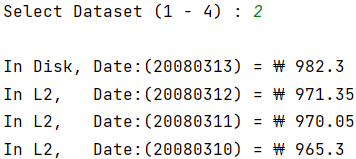 Select Dataset (1 - 4) : 2
In Disk, Date:(20080313) = ₩ 982.3
In L2,   Date:(20080312) = ₩ 971.35
In L2,   Date:(20080311) = ₩ 970.05
In L2,   Date:(20080310) = ₩ 965.3